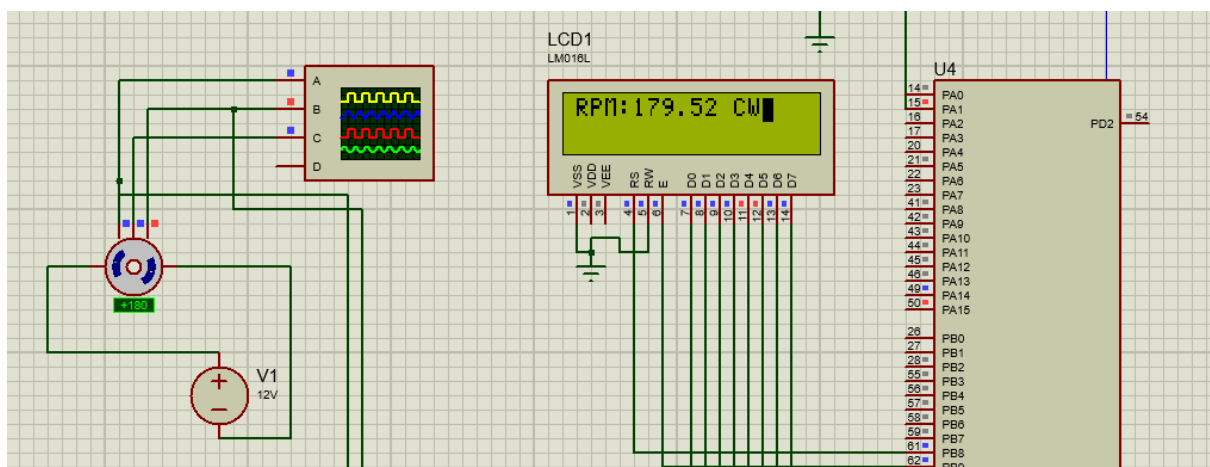 LCD1
LM016L
RPM:179.52 CW
VSS
VDD
VEE
RS
RW
E
D0
D1
D2
D3
D4
D5
D6
D7
1
2
3
4
5
6
7
8
9
10
11
12
13
14
A
B
C
D
+180
V1
12V
U4
14 PA0
15 PA1
16 PA2
17 PA3
20 PA4
21 PA5
22 PA6
23 PA7
41 PA8
42 PA9
43 PA10
44 PA11
45 PA12
46 PA13
49 PA14
50 PA15
26 PB0
27 PB1
28 PB2
55 PB3
56 PB4
57 PB5
58 PB6
59 PB7
61 PB8
62 PB9
PD2 54